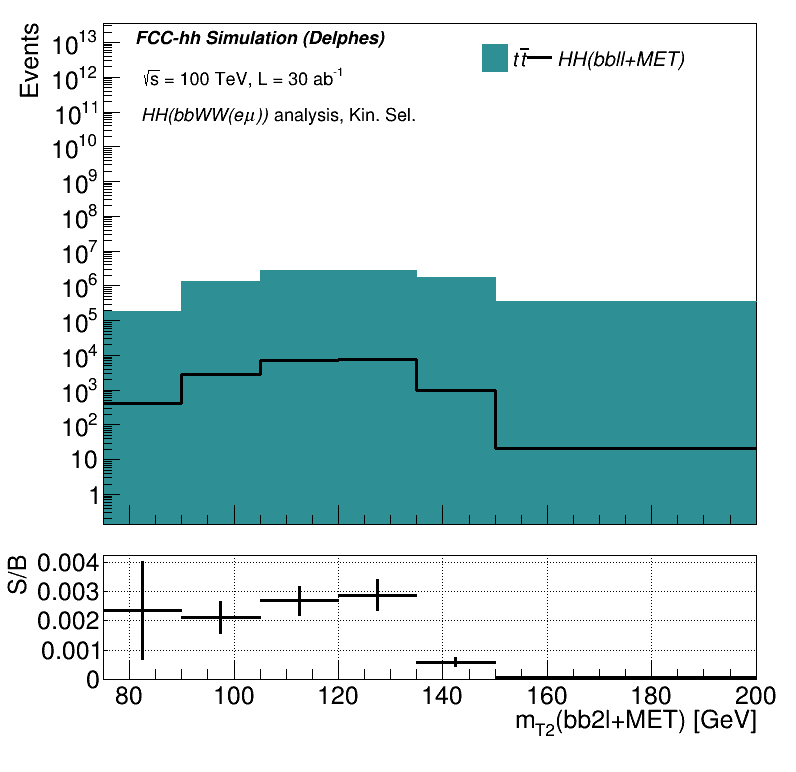 Events
10¹³
10¹²
10¹¹
10¹⁰
10⁹
10⁸
10⁷
10⁶
10⁵
10⁴
10³
10²
10
1
FCC-hh Simulation (Delphes)
√s = 100 TeV, L = 30 ab⁻¹
HH(bbWW(eμ)) analysis, Kin. Sel.
tt̅ HH(bbll+MET)
S/B
0.004
0.003
0.002
0.001
0
80 100 120 140 160 180 200
m_T2(bb2l+MET) [GeV]